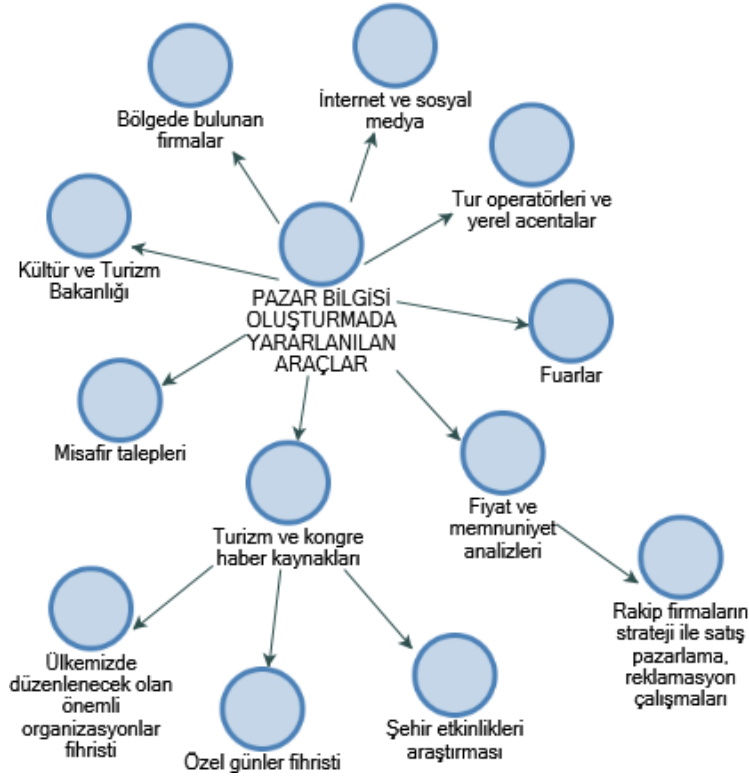 Bölgede bulunan
firmalar
İnternet ve sosyal
medya
Tur operatörleri ve
yerel acentalar
Kültür ve Turizm
Bakanlığı
PAZAR BİLGİSİ
OLUŞTURMADA
YARARLANILAN
ARAÇLAR
Fuarlar
Misafir talepleri
Turizm ve kongre
haber kaynakları
Fiyat ve
memnuniyet
analizleri
Rakip firmaların
strateji ile satış
pazarlama,
reklamasyon
çalışmaları
Ülkemizde
düzenlenecek olan
önemli
organizasyonlar
fihristi
Özel günler fihristi
Şehir etkinlikleri
araştırması